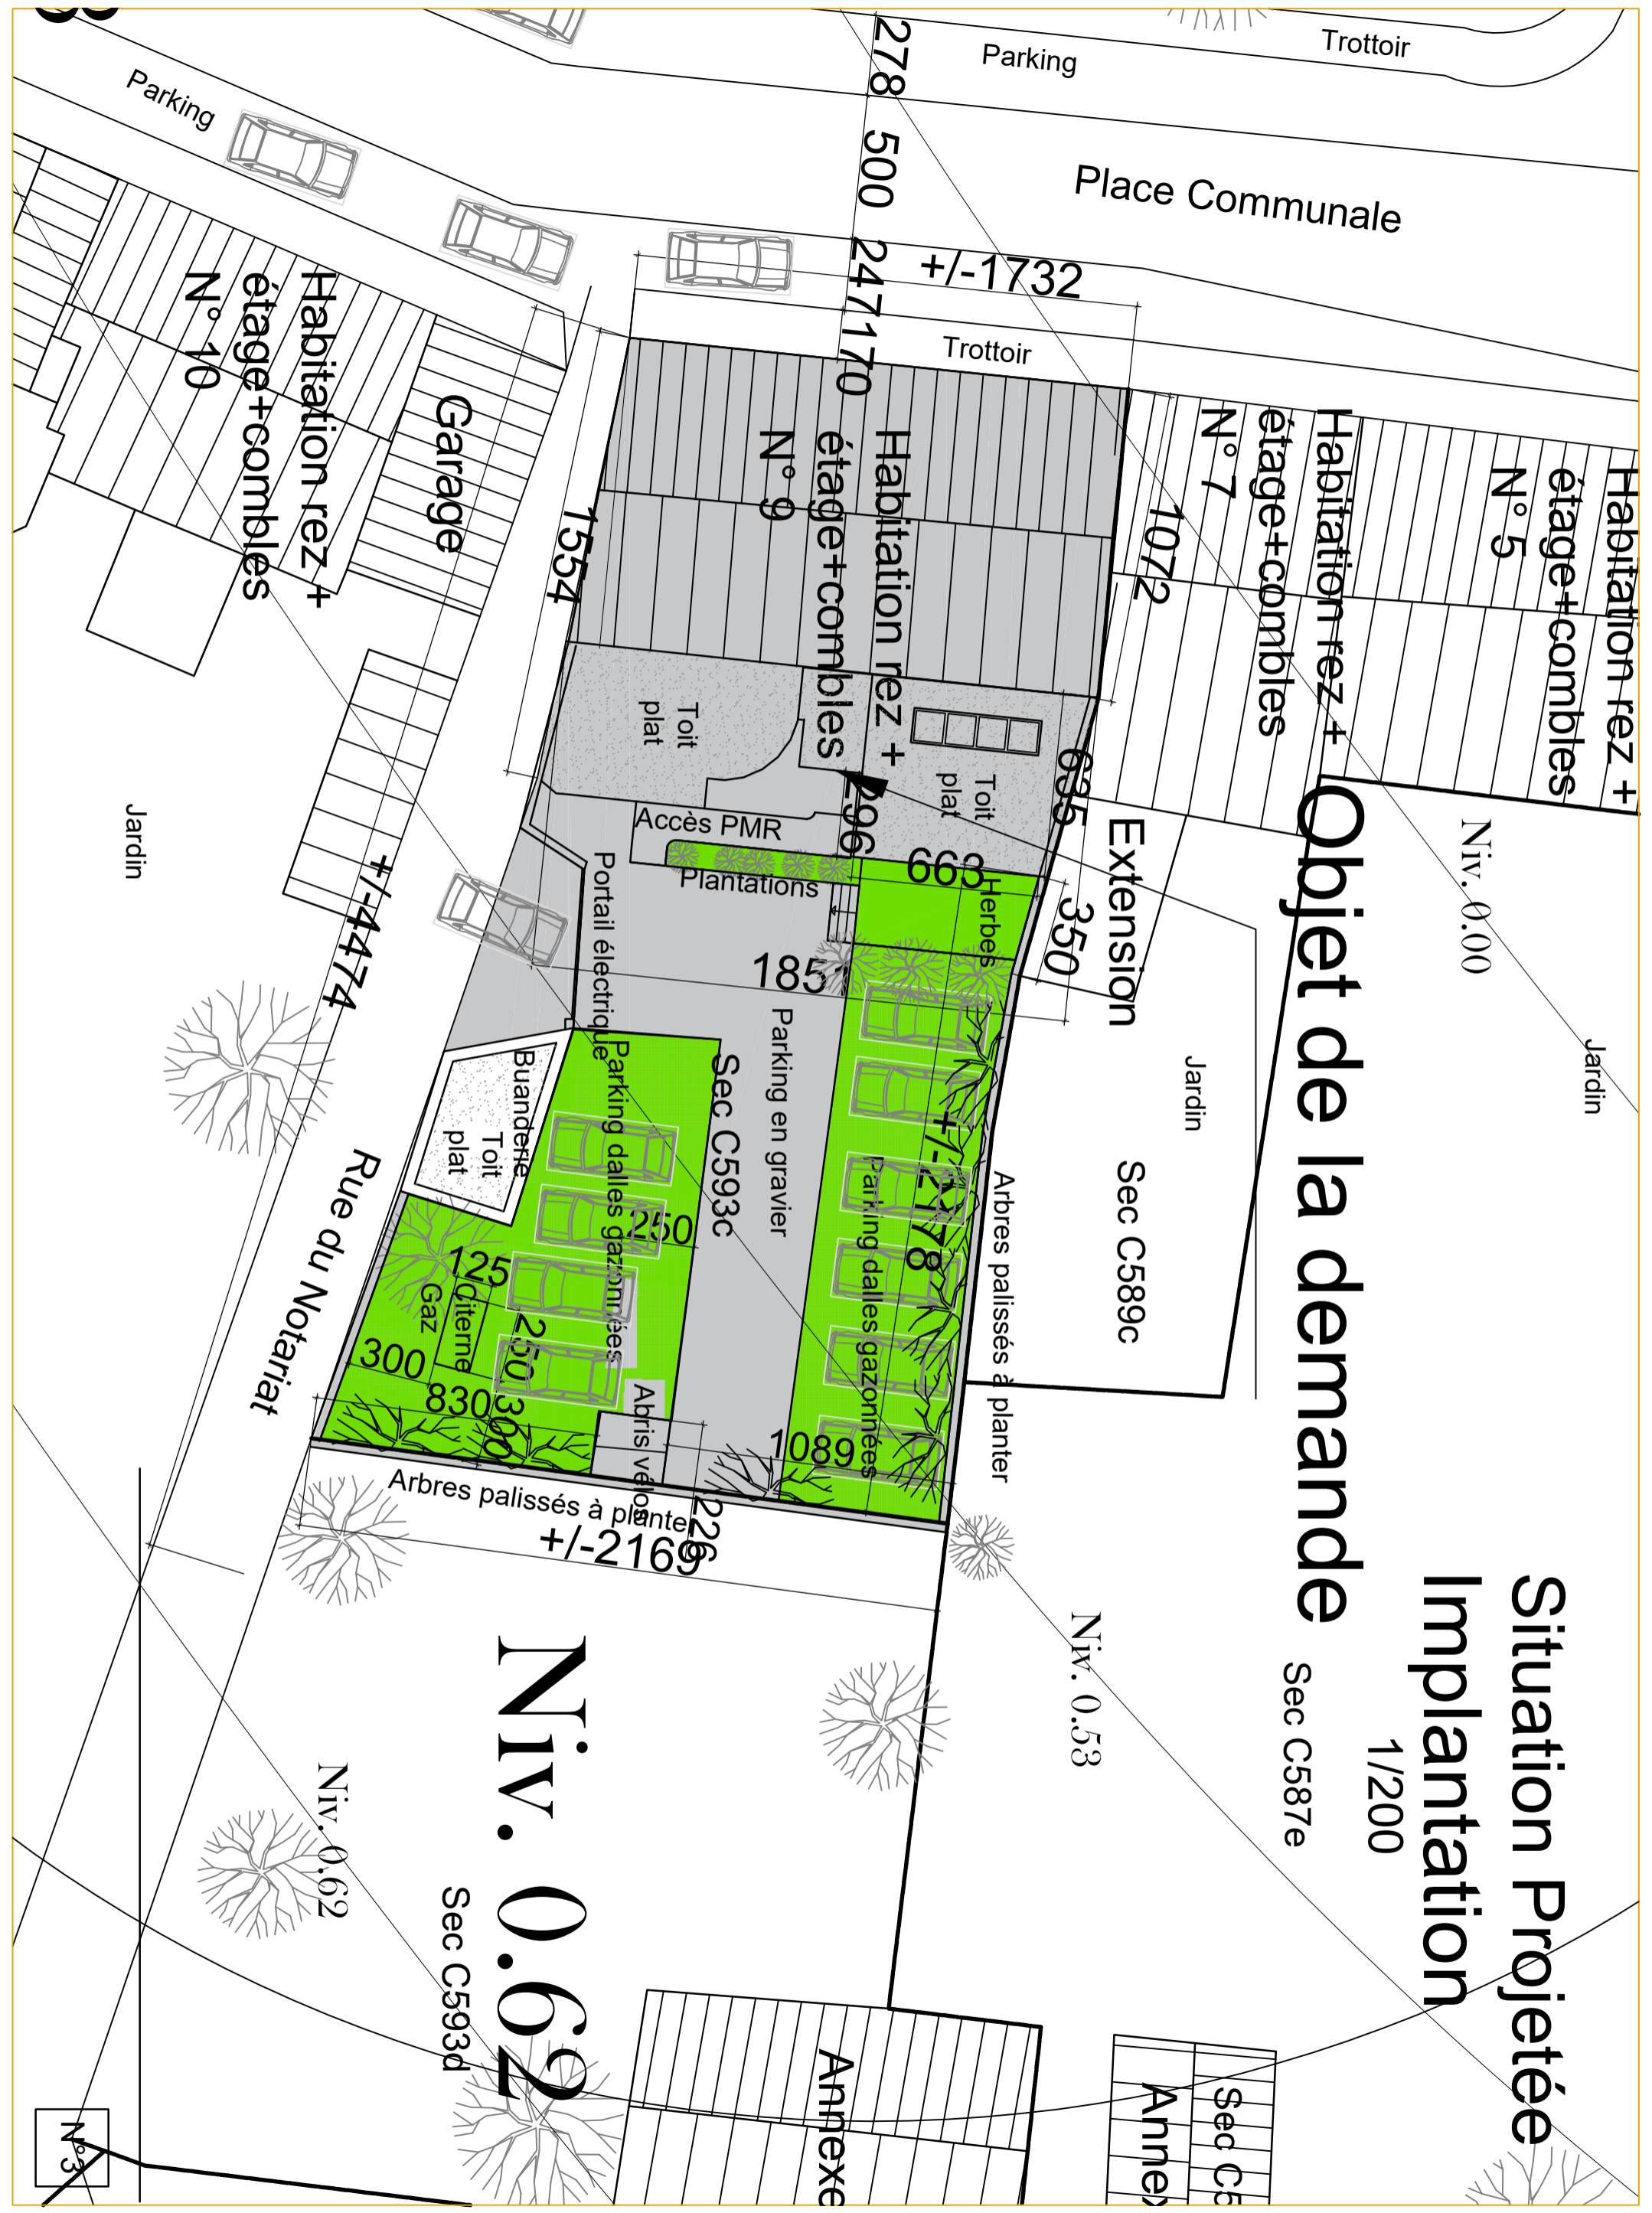 Trottoir
Parking
278
Parking
500
Place Communale
247
+/-1732
170
Trottoir
Habitation rez +
étage+combles
N° 10
Garage
Habitation rez +
étage+combles
N° 9
Habitation rez +
étage+combles
N° 7
Habitation rez +
étage+combles
N° 5
1554
1072
Toit
plat
Toit
plat
635
296
Accès PMR
Plantations
663
Herbes
350
Extension
Jardin
+/-4474
Portail électrique
1851
Objet de la demande
Niv. 0.00
Jardin
Jardin
Buanderie
Toit
plat
Parking dalles gazonnées
Sec C593c
Parking en gravier
Parking dalles gazonnées
+/-2178
Arbres palissés à planter
Sec C589c
Rue du Notariat
250
125
Citerne
Gaz
250
300
830
300
Abris vélos
1089
Arbres palissés à planter
226
+/-2169
Situation Projetée
Implantation
1/200
Sec C587e
Niv. 0.53
Niv. 0.62
Niv. 0.62
Sec C593d
Annexe
Annex
Sec C5
N°3